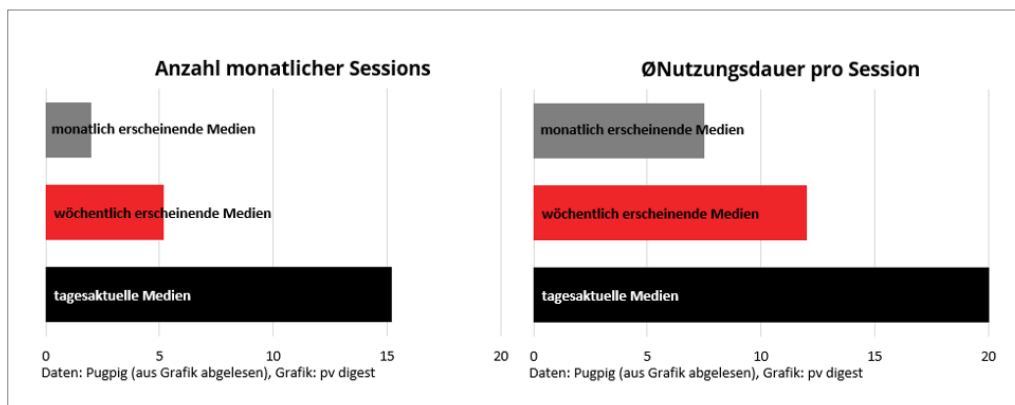 Anzahl monatlicher Sessions
monatlich erscheinende Medien
wöchentlich erscheinende Medien
tagesaktuelle Medien
0 5 10 15 20
Daten: Pugpig (aus Grafik abgelesen), Grafik: pv digest
ØNutzungsdauer pro Session
monatlich erscheinende Medien
wöchentlich erscheinende Medien
tagesaktuelle Medien
0 5 10 15 20
Daten: Pugpig (aus Grafik abgelesen), Grafik: pv digest